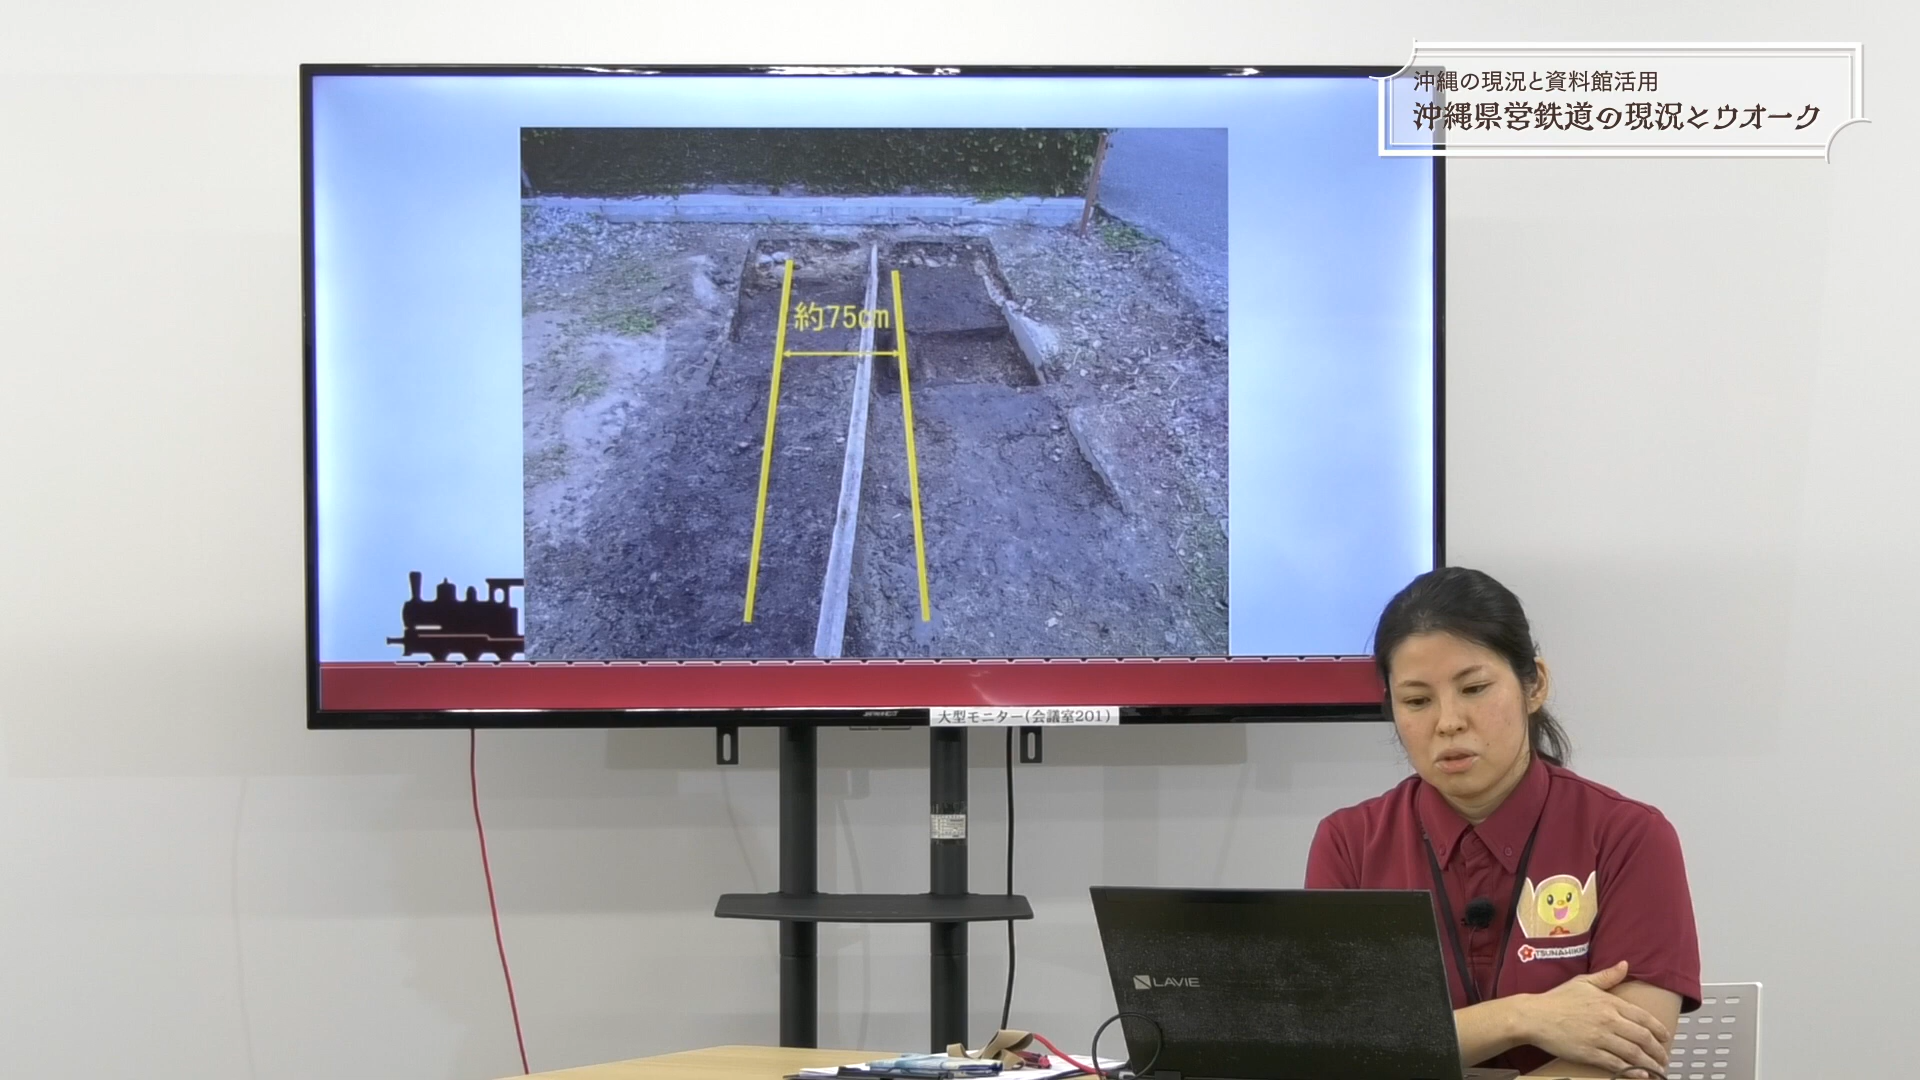 沖縄の現況と資料館活用
沖縄県営鉄道の現況とウオーク
約75cm
大型モニター(会議室201)
LAVIE